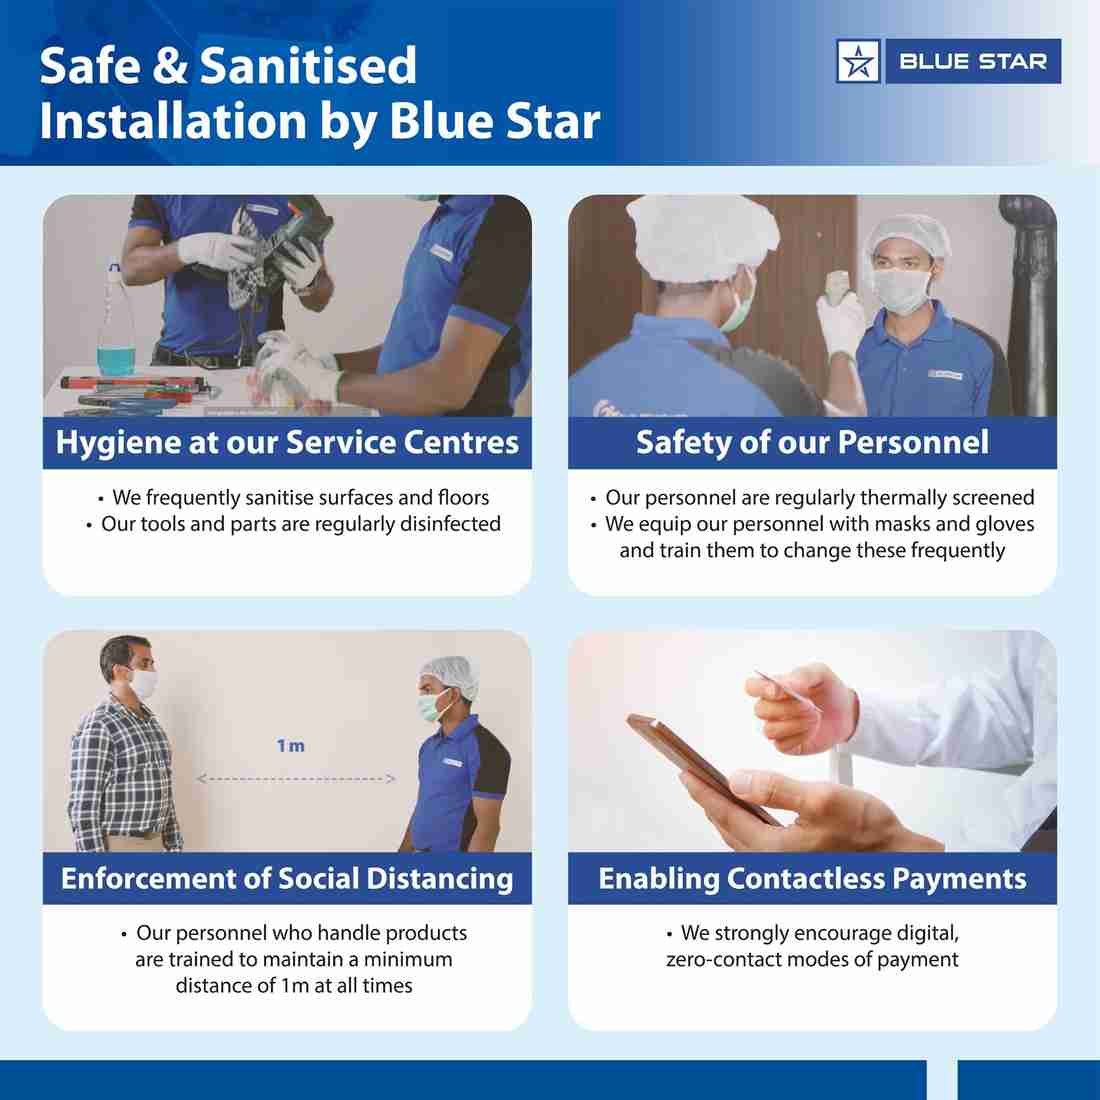 Safe & Sanitised
Installation by Blue Star
BLUE STAR
Hygiene at our Service Centres
• We frequently sanitise surfaces and floors
• Our tools and parts are regularly disinfected
Safety of our Personnel
• Our personnel are regularly thermally screened
• We equip our personnel with masks and gloves
and train them to change these frequently
1 m
Enforcement of Social Distancing
• Our personnel who handle products
are trained to maintain a minimum
distance of 1m at all times
Enabling Contactless Payments
• We strongly encourage digital,
zero-contact modes of payment